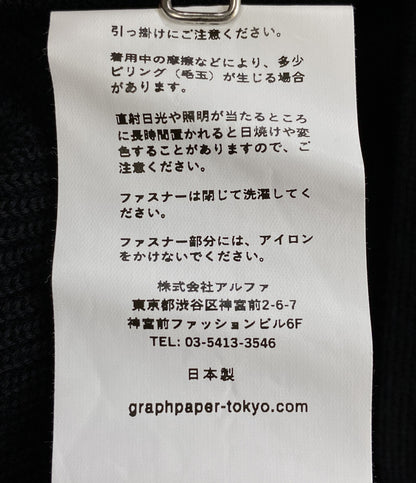 引っ掛けにご注意ください。
着用中の摩擦などにより、多少
ピリング（毛玉）が生じる場合
があります。
直射日光や照明が当たるところ
に長時間置かれると日焼けや変
色することがありますので、ご
注意ください。
ファスナーは閉じて洗濯してく
ださい。
ファスナー部分には、アイロン
をかけないでください。
株式会社アルファ
東京都渋谷区神宮前2-6-7
神宮前ファッションビル6F
TEL: 03-5413-3546
日本製
graphpaper-tokyo.com